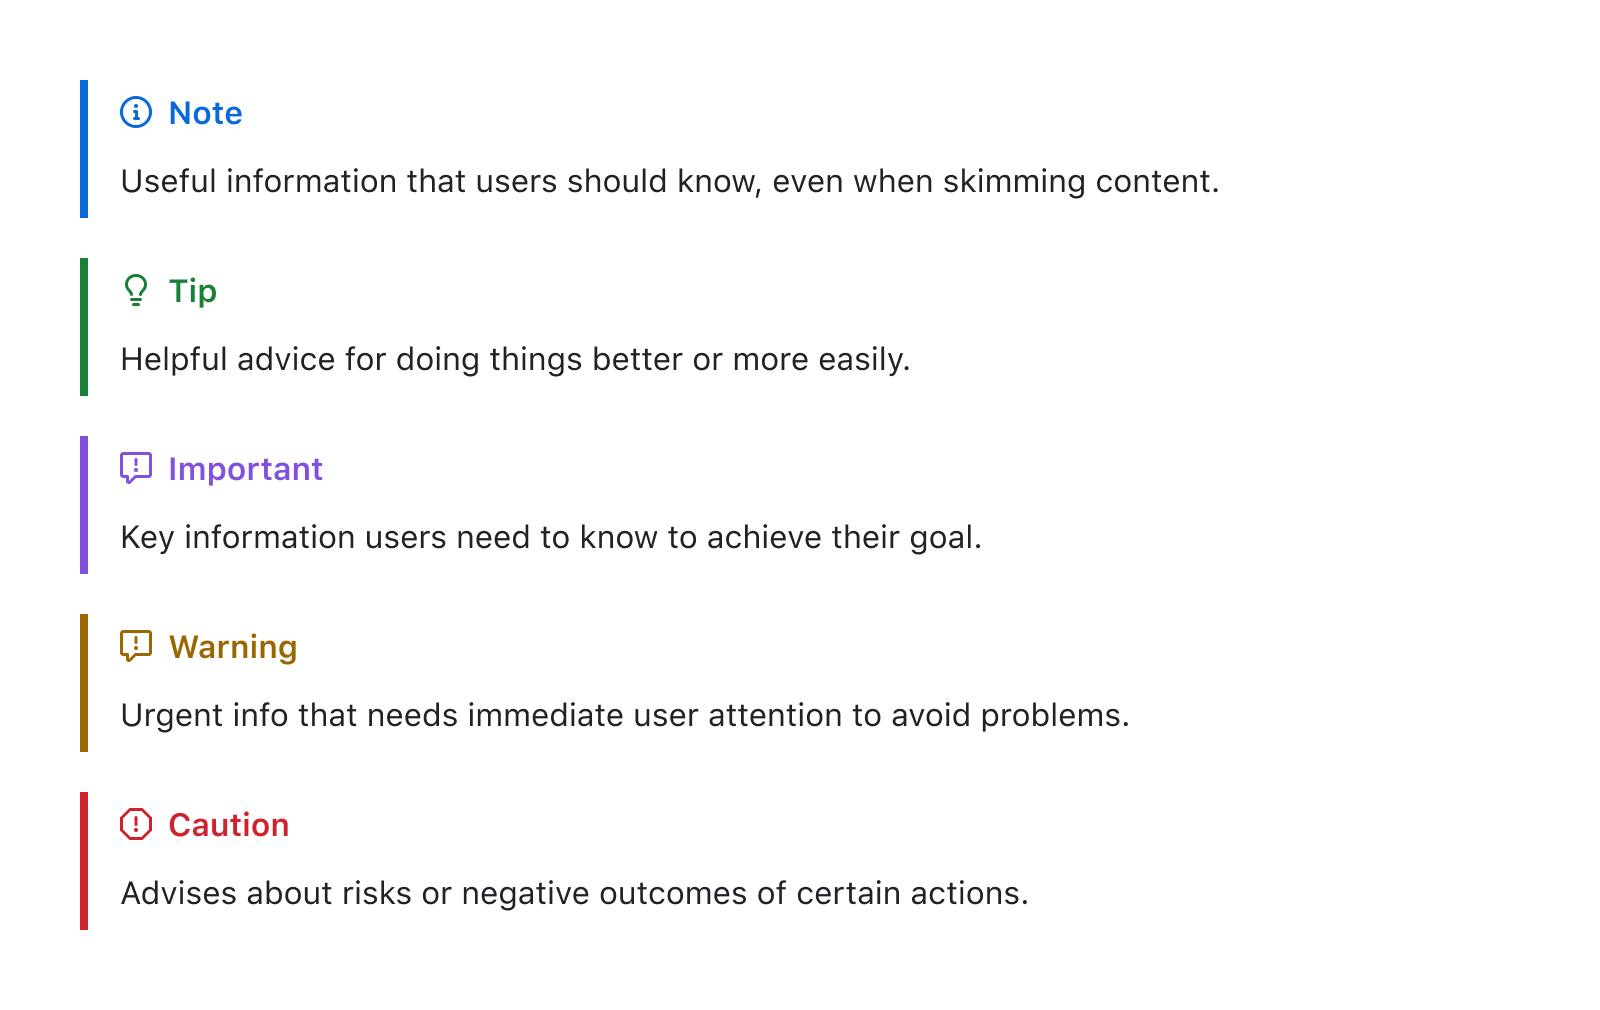 Note
Useful information that users should know, even when skimming content.
Tip
Helpful advice for doing things better or more easily.
Important
Key information users need to know to achieve their goal.
Warning
Urgent info that needs immediate user attention to avoid problems.
Caution
Advises about risks or negative outcomes of certain actions.